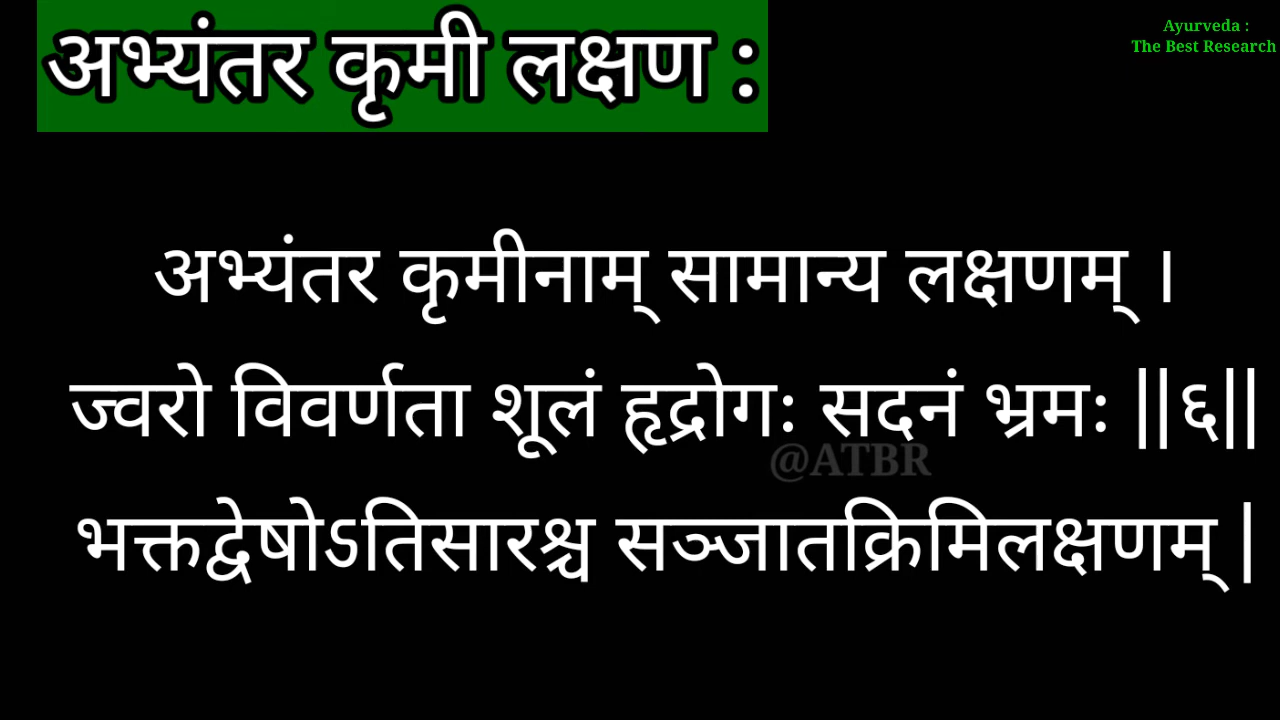 अभ्यंतर कृमी लक्षण :
Ayurveda :
The Best Research
अभ्यंतर कृमीनाम् सामान्य लक्षणम् ।
ज्वरो विवर्णता शूलं हृद्रोगः सदनं भ्रमः ||६||
@ATBR
भक्तद्वेषोऽतिसारश्च सञ्जातक्रिमिलक्षणम् |